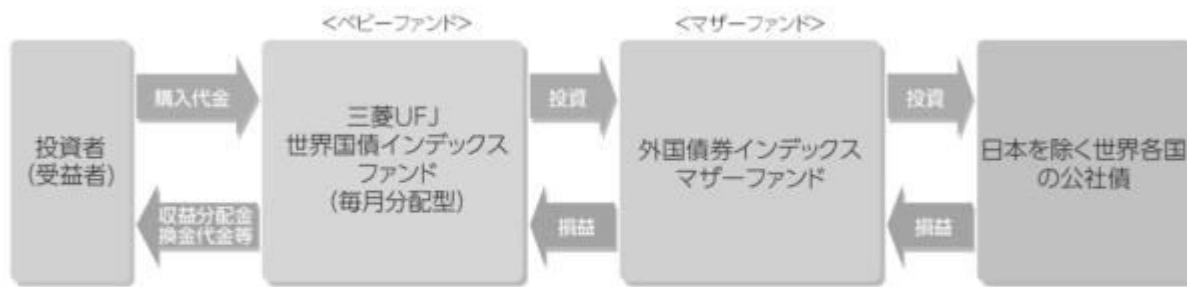 <ベビーファンド>
<マザーファンド>
投資者
(受益者)
購入代金
収益分配金
換金代金等
三菱UFJ
世界国債インデックス
ファンド
(毎月分配型)
投資
損益
外国債券インデックス
マザーファンド
投資
損益
日本を除く世界各国
の公社債